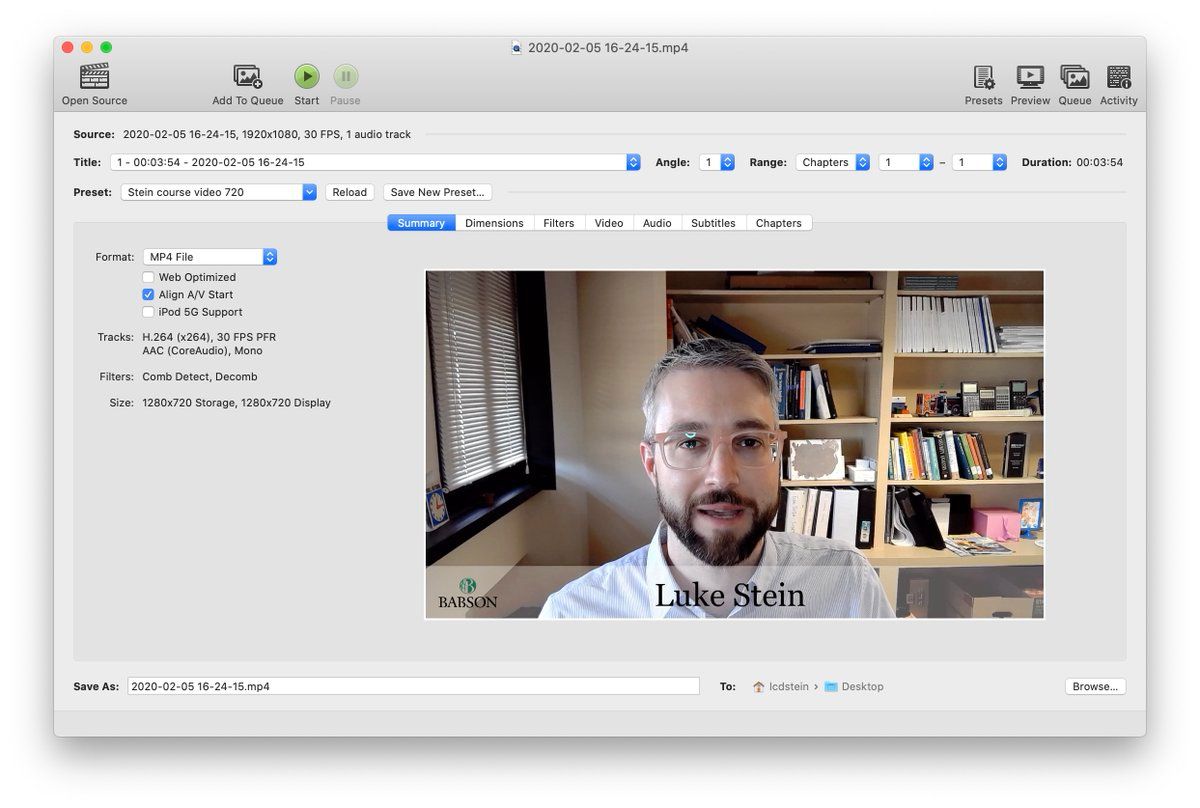 2020-02-05 16-24-15.mp4
Open Source
Add To Queue
Start
Pause
Presets
Preview
Queue
Activity
Source: 2020-02-05 16-24-15, 1920x1080, 30 FPS, 1 audio track
Title: 1 - 00:03:54 - 2020-02-05 16-24-15
Angle: 1
Range: Chapters 1 – 1
Duration: 00:03:54
Preset: Stein course video 720
Reload
Save New Preset...
Summary
Dimensions
Filters
Video
Audio
Subtitles
Chapters
Format: MP4 File
Web Optimized
Align A/V Start
iPod 5G Support
Tracks: H.264 (x264), 30 FPS PFR
AAC (CoreAudio), Mono
Filters: Comb Detect, Decomb
Size: 1280x720 Storage, 1280x720 Display
BABSON
Luke Stein
Save As: 2020-02-05 16-24-15.mp4
To: lcdstein › Desktop
Browse...